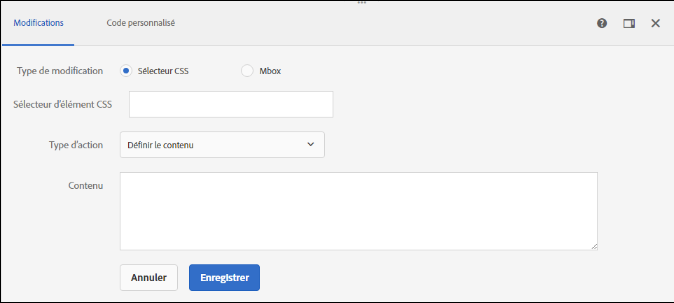 Modifications Code personnalisé
Type de modification Sélecteur CSS Mbox
Sélecteur d'élément CSS
Type d'action Définir le contenu
Contenu
Annuler Enregistrer